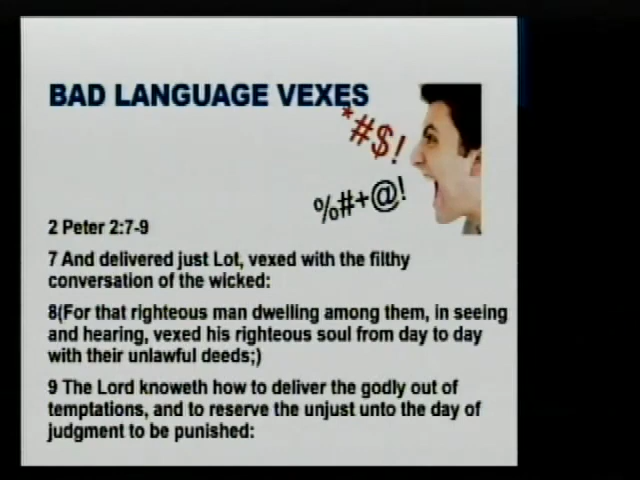 BAD LANGUAGE VEXES
*#$!
%#+@!
2 Peter 2:7-9
7 And delivered just Lot, vexed with the filthy
conversation of the wicked:
8(For that righteous man dwelling among them, in seeing
and hearing, vexed his righteous soul from day to day
with their unlawful deeds;)
9 The Lord knoweth how to deliver the godly out of
temptations, and to reserve the unjust unto the day of
judgment to be punished: